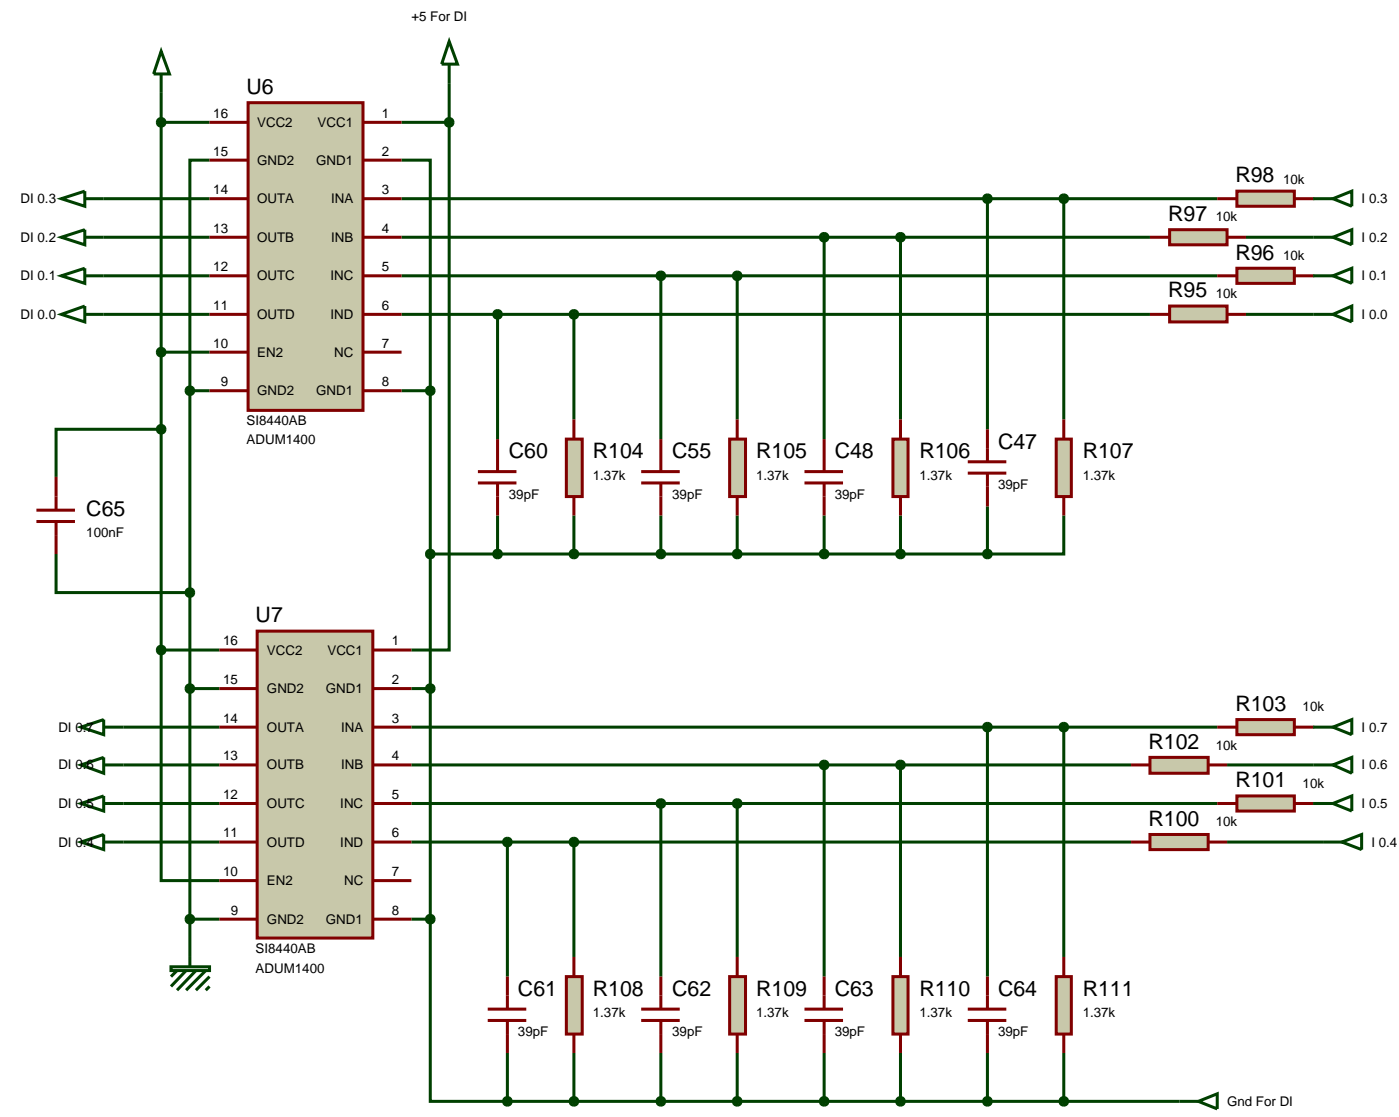 +5 For DI
U6
16 VCC2 VCC1 1
15 GND2 GND1 2
DI 0.3 14 OUTA INA 3 R98 10k I 0.3
DI 0.2 13 OUTB INB 4 R97 10k I 0.2
DI 0.1 12 OUTC INC 5 R96 10k I 0.1
DI 0.0 11 OUTD IND 6 R95 10k I 0.0
10 EN2 NC 7
9 GND2 GND1 8
SI8440AB
ADUM1400
C60 R104 C55 R105 C48 R106 C47 R107
39pF 1.37k 39pF 1.37k 39pF 1.37k 39pF 1.37k
C65
100nF
U7
16 VCC2 VCC1 1
15 GND2 GND1 2
DI 14 OUTA INA 3 R103 10k I 0.7
DI 13 OUTB INB 4 R102 10k I 0.6
DI 12 OUTC INC 5 R101 10k I 0.5
DI 11 OUTD IND 6 R100 10k I 0.4
10 EN2 NC 7
9 GND2 GND1 8
SI8440AB
ADUM1400
C61 R108 C62 R109 C63 R110 C64 R111
39pF 1.37k 39pF 1.37k 39pF 1.37k 39pF 1.37k
Gnd For DI